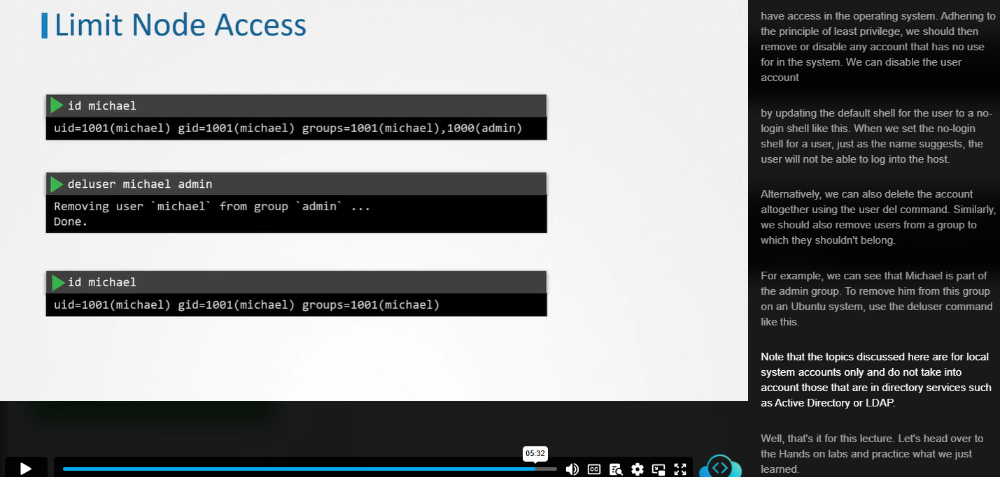 Limit Node Access
id michael
uid=1001(michael) gid=1001(michael) groups=1001(michael),1000(admin)
deluser michael admin
Removing user `michael` from group `admin` ...
Done.
id michael
uid=1001(michael) gid=1001(michael) groups=1001(michael)
05:32
CC
have access in the operating system. Adhering to
the principle of least privilege, we should then
remove or disable any account that has no use
for in the system. We can disable the user
account
by updating the default shell for the user to a no-
login shell like this. When we set the no-login
shell for a user, just as the name suggests, the
user will not be able to log into the host.
Alternatively, we can also delete the account
altogether using the user del command. Similarly,
we should also remove users from a group to
which they shouldn't belong.
For example, we can see that Michael is part of
the admin group. To remove him from this group
on an Ubuntu system, use the deluser command
like this.
Note that the topics discussed here are for local
system accounts only and do not take into
account those that are in directory services such
as Active Directory or LDAP.
Well, that's it for this lecture. Let's head over to
the Hands on labs and practice what we just
learned.